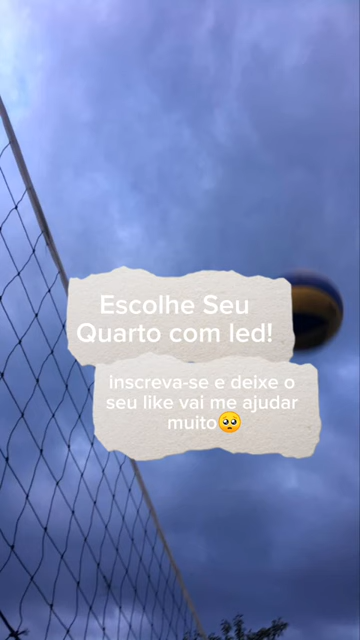 Escolhe Seu
Quarto com led!
inscreva-se e deixe o
seu like vai me ajudar
muito🥺